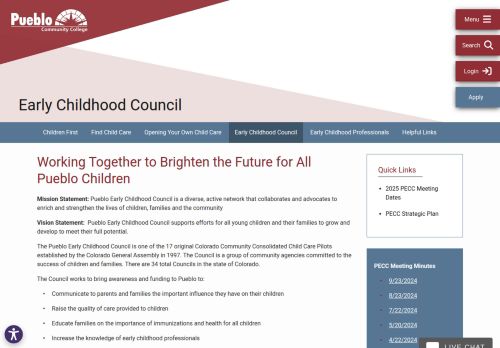 Pueblo
Community College
Menu
Search
Login
Apply
Early Childhood Council
Children First
Find Child Care
Opening Your Own Child Care
Early Childhood Council
Early Childhood Professionals
Helpful Links
Working Together to Brighten the Future for All
Pueblo Children
Mission Statement: Pueblo Early Childhood Council is a diverse, active network that collaborates and advocates to
enrich and strengthen the lives of children, families and the community
Vision Statement: Pueblo Early Childhood Council supports efforts for all young children and their families to grow and
develop to meet their full potential.
The Pueblo Early Childhood Council is one of the 17 original Colorado Community Consolidated Child Care Pilots
established by the Colorado General Assembly in 1997. The Council is a group of community agencies committed to the
success of children and families. There are 34 total Councils in the state of Colorado.
The Council works to bring awareness and funding to Pueblo to:
• Communicate to parents and families the important influence they have on their children
• Raise the quality of care provided to children
• Educate families on the importance of immunizations and health for all children
• Increase the knowledge of early childhood professionals
Quick Links
• 2025 PECC Meeting
Dates
• PECC Strategic Plan
PECC Meeting Minutes
• 9/23/2024
• 8/23/2024
• 7/22/2024
• 5/20/2024
• 4/22/2024
LIVE CHAT